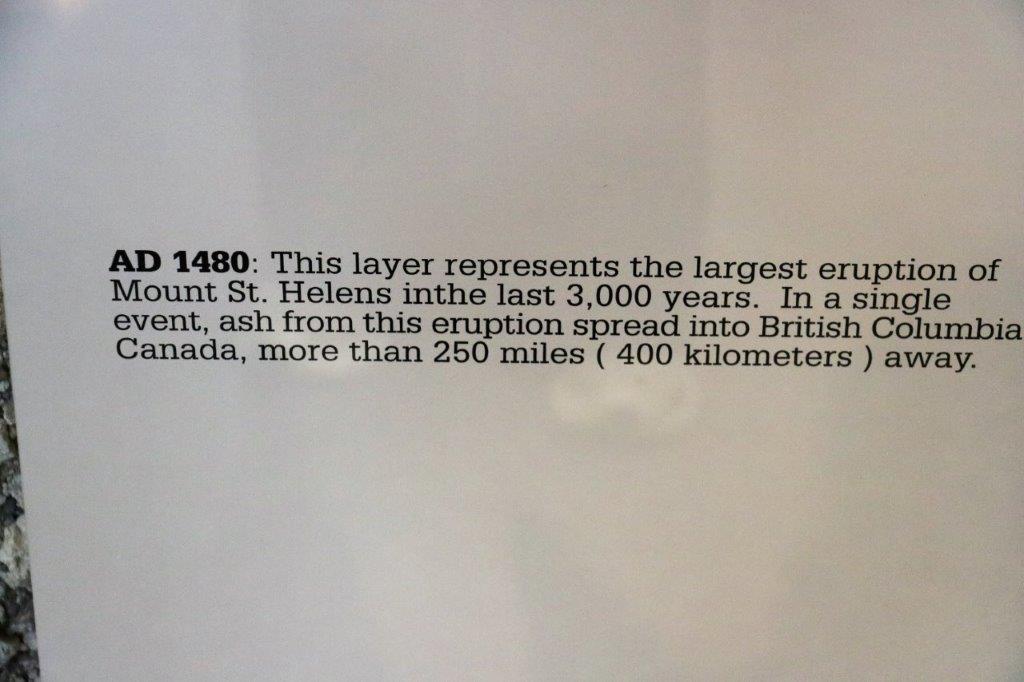 AD 1480: This layer represents the largest eruption of
Mount St. Helens inthe last 3,000 years.  In a single
event, ash from this eruption spread into British Columbia
Canada, more than 250 miles ( 400 kilometers ) away.